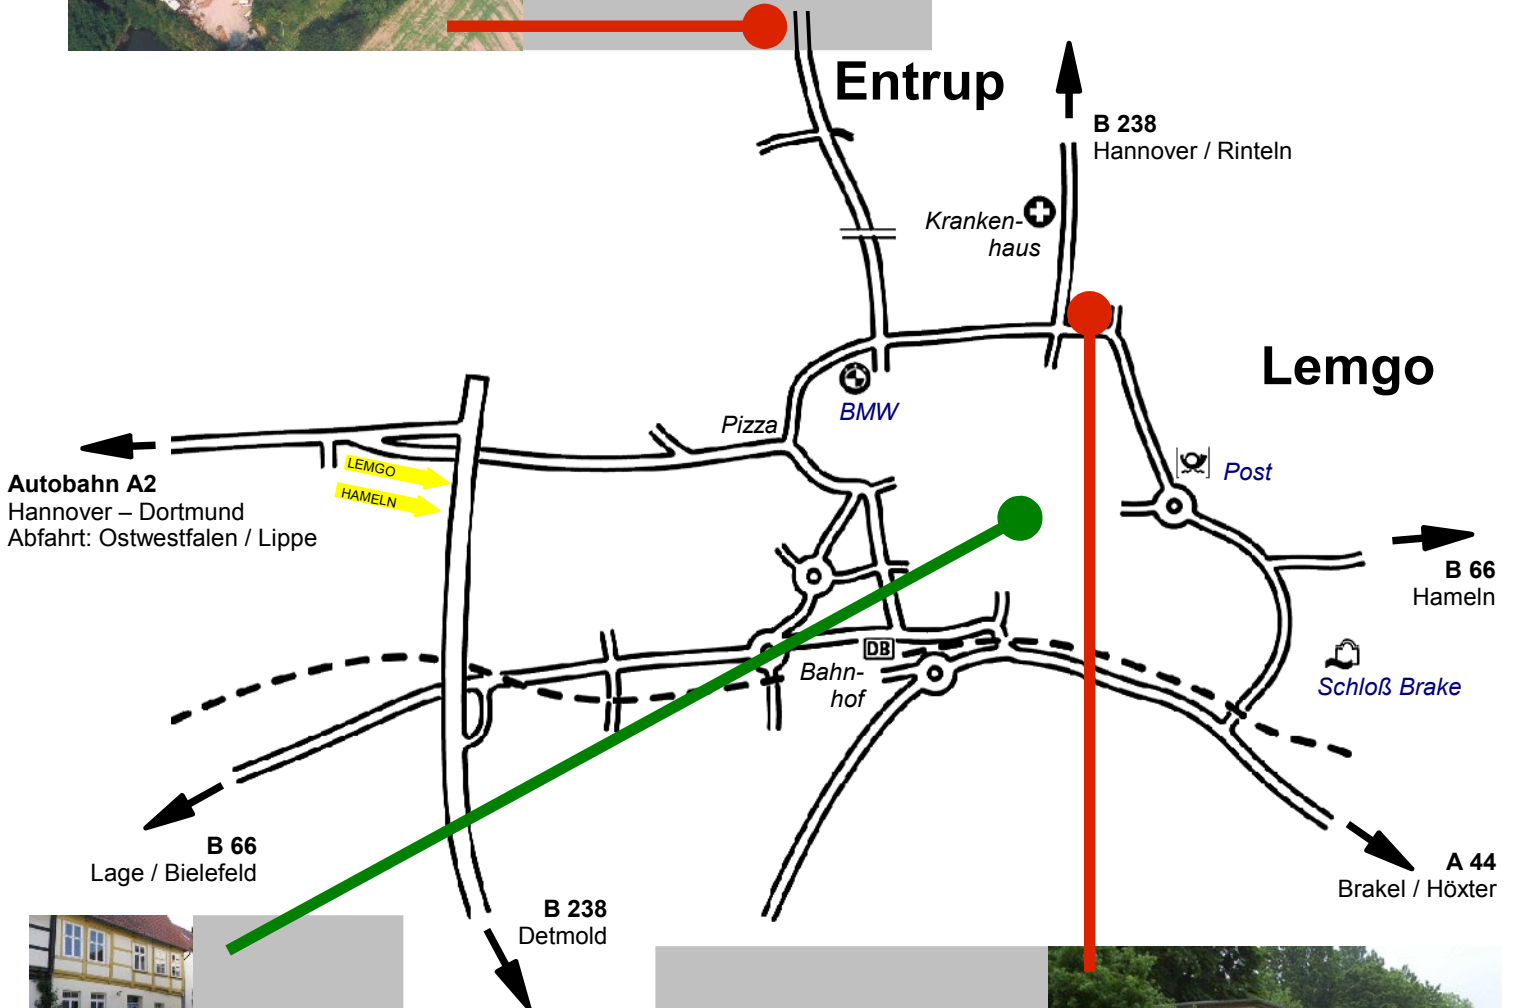 Entrup
B 238
Hannover / Rinteln
Kranken-
haus
Lemgo
BMW
Pizza
LEMGO
HAMELN
Autobahn A2
Hannover – Dortmund
Abfahrt: Ostwestfalen / Lippe
Post
B 66
Hameln
DB
Bahn-
hof
Schloß Brake
B 66
Lage / Bielefeld
A 44
Brakel / Höxter
B 238
Detmold